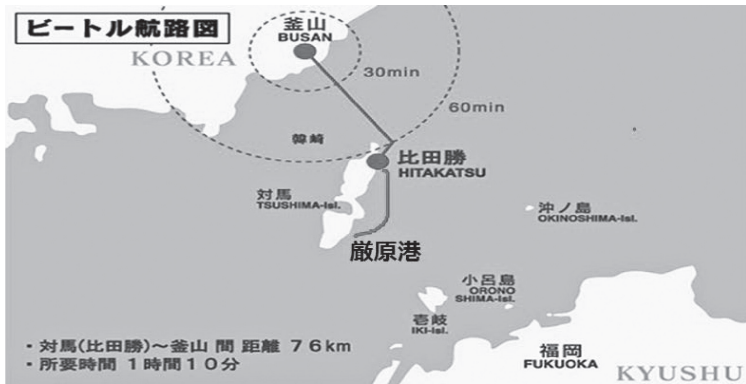 ビートル航路図
釜山
BUSAN
KOREA
30min
60min
韓崎
比田勝
HITAKATSU
対馬
TSUSHIMA-Isl.
沖ノ島
OKINOSHIMA-Isl.
厳原港
小呂島
ORONO
SHIMA-Isl.
壱岐
IKI-Isl.
福岡
FUKUOKA
KYUSHU
・対馬(比田勝)～釜山 間 距離 76km
・所要時間 1時間10分